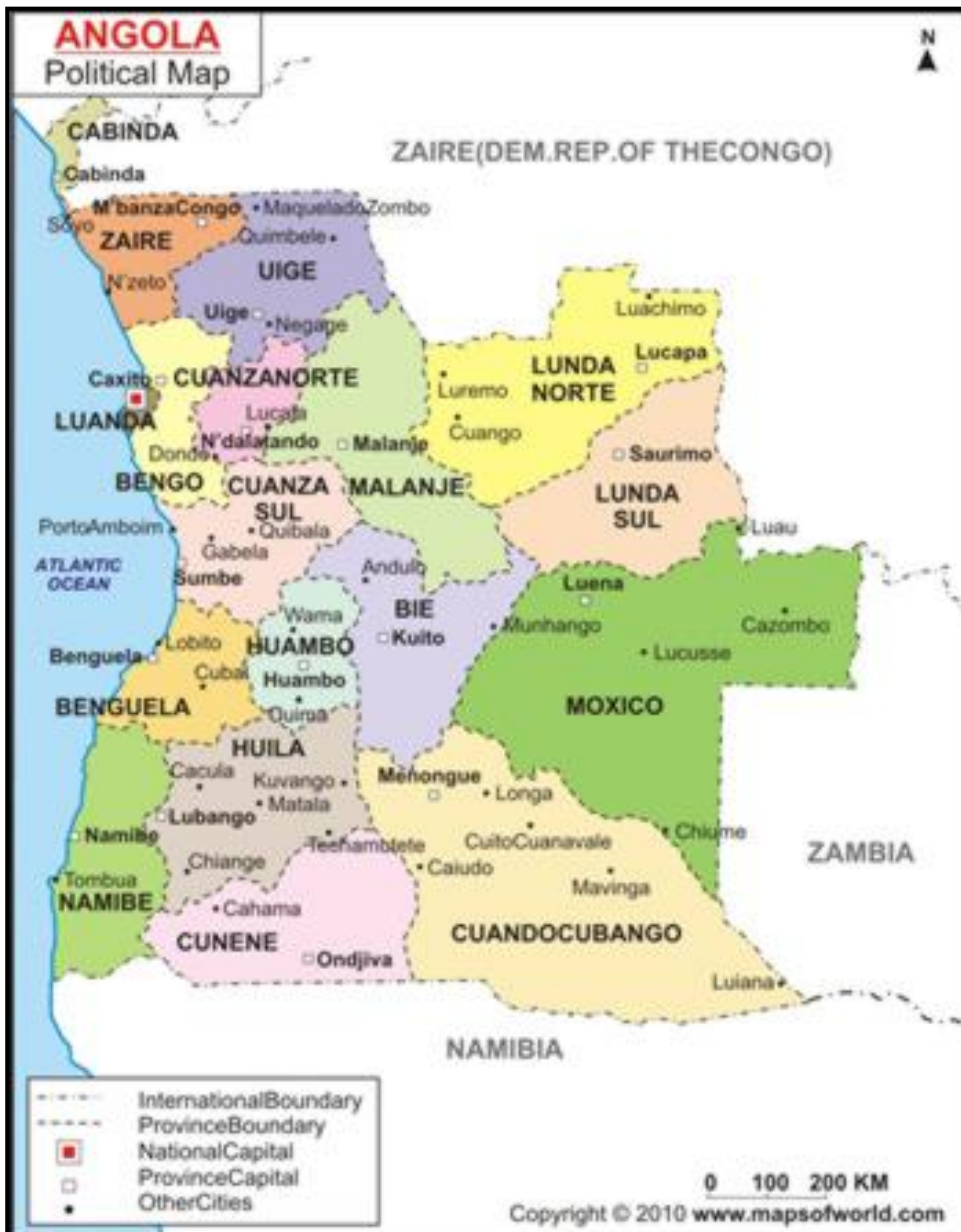 ANGOLA
Political Map
N
CABINDA
ZAIRE(DEM.REP.OF THECONGO)
Cabinda
M'banzaCongo
MaqueladoZombo
Soyo
Quimbele
ZAIRE
UIGE
N'zeto
Uige
Negage
Luachimo
Lucapa
LUNDA
NORTE
Caxito
CUANZANORTE
Luremo
LUANDA
Lucala
Cuango
N'dalatando
Malanje
Donde
Saurimo
BENGO
CUANZA
SUL
MALANJE
LUNDA
SUL
PortoAmboim
Quibala
Luau
Gabela
ATLANTIC
OCEAN
Sumbe
Andulo
Luena
BIE
Wama
Munhango
Cazombo
Lobito
HUAMBO
Kuito
Benguela
Lucusse
Cubal
Huambo
BENGUELA
MOXICO
HUILA
Cacula
Kuvango
Menongue
Matala
Longa
Lubango
Namibe
CuitoCuanavale
Chiume
Chiange
Caiudo
ZAMBIA
Tombua
Mavinga
NAMIBE
Cahama
CUANDOCUBANGO
CUNENE
Ondjiva
Luiana
NAMIBIA
InternationalBoundary
ProvinceBoundary
NationalCapital
ProvinceCapital
OtherCities
0 100 200 KM
Copyright © 2010 www.mapsofworld.com